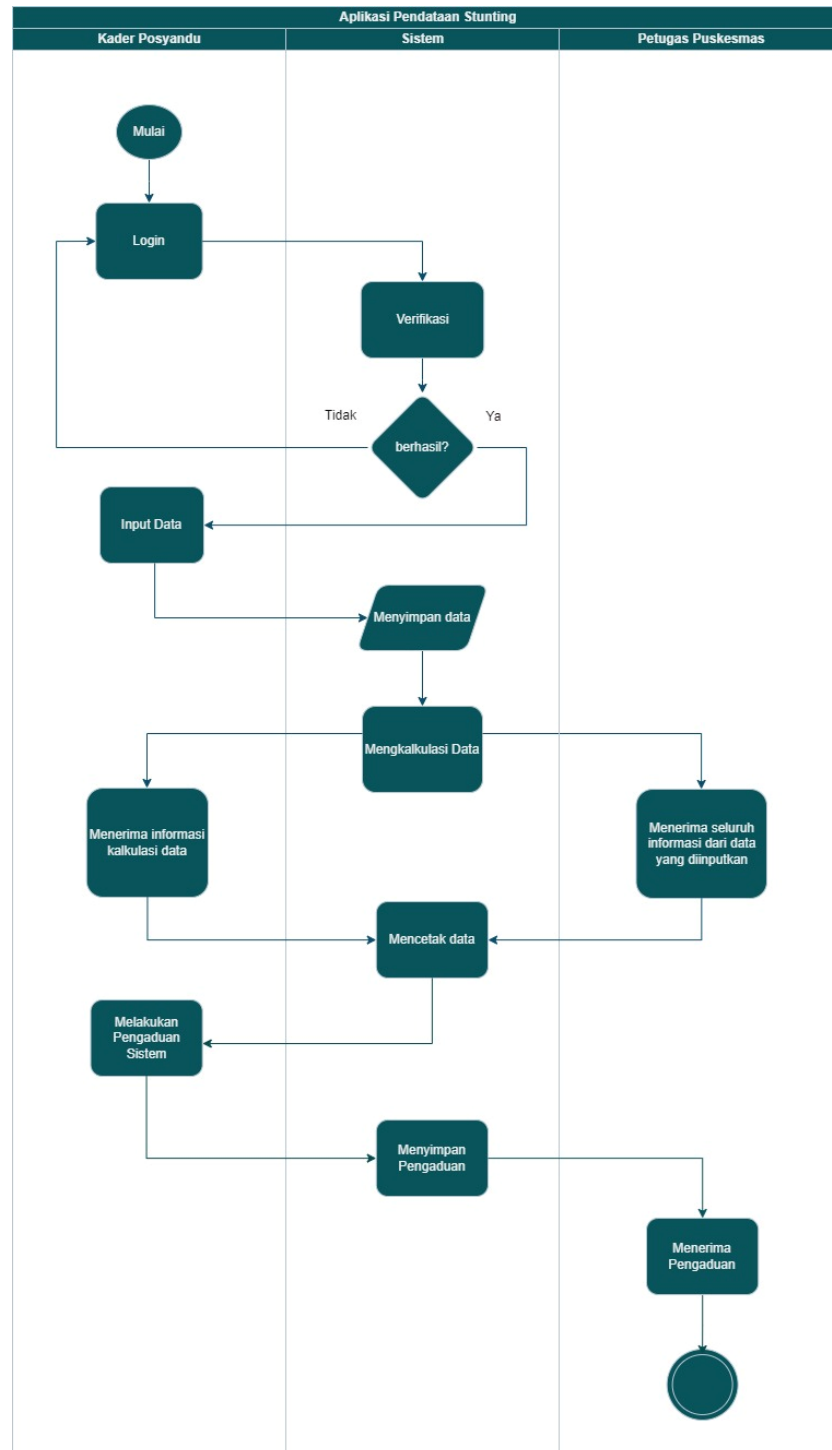 Aplikasi Pendataan Stunting
Kader Posyandu
Sistem
Petugas Puskesmas
Mulai
Login
Verifikasi
Tidak
Ya
berhasil?
Input Data
Menyimpan data
Mengkalkulasi Data
Menerima informasi
kalkulasi data
Menerima seluruh
informasi dari data
yang diinputkan
Mencetak data
Melakukan
Pengaduan
Sistem
Menyimpan
Pengaduan
Menerima
Pengaduan